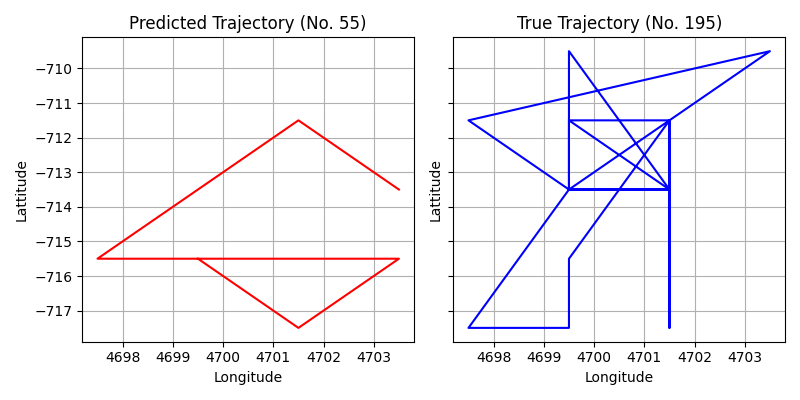 Predicted Trajectory (No. 55)
−710
−711
−712
−713
−714
−715
−716
−717
Lattitude
4698 4699 4700 4701 4702 4703
Longitude
True Trajectory (No. 195)
Lattitude
4698 4699 4700 4701 4702 4703
Longitude